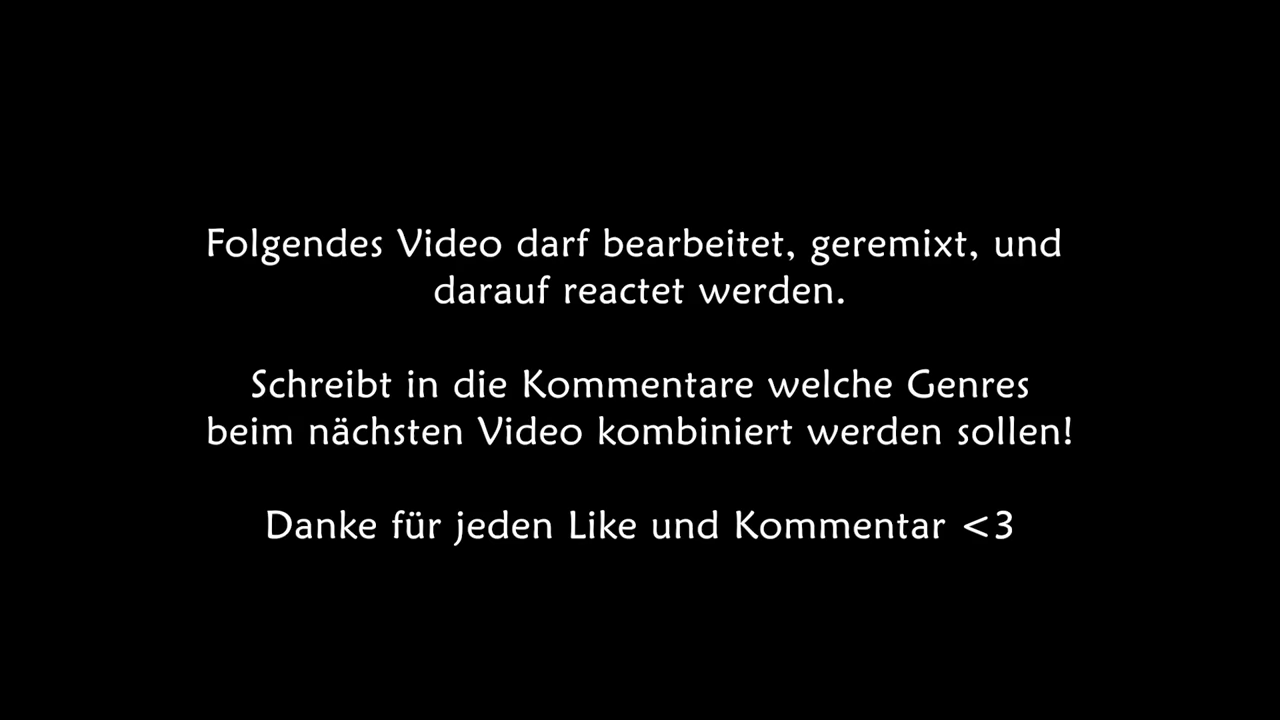 Folgendes Video darf bearbeitet, geremixt, und
darauf reactet werden.
Schreibt in die Kommentare welche Genres
beim nächsten Video kombiniert werden sollen!
Danke für jeden Like und Kommentar <3